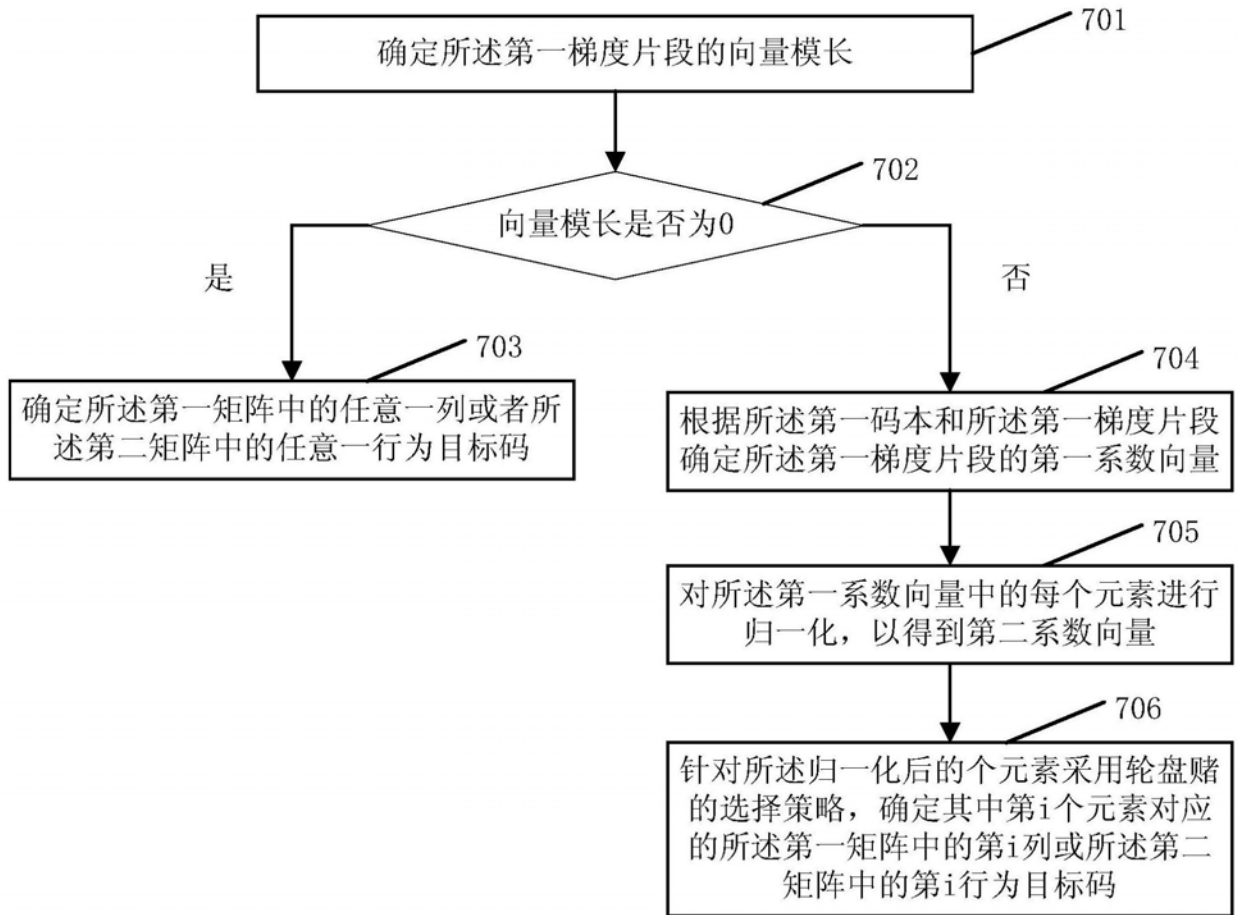 701
确定所述第一梯度片段的向量模长
702
向量模长是否为0
是
否
703
确定所述第一矩阵中的任意一列或者所
述第二矩阵中的任意一行为目标码
704
根据所述第一码本和所述第一梯度片段
确定所述第一梯度片段的第一系数向量
705
对所述第一系数向量中的每个元素进行
归一化，以得到第二系数向量
706
针对所述归一化后的个元素采用轮盘赌
的选择策略，确定其中第i个元素对应
的所述第一矩阵中的第i列或所述第二
矩阵中的第i行为目标码